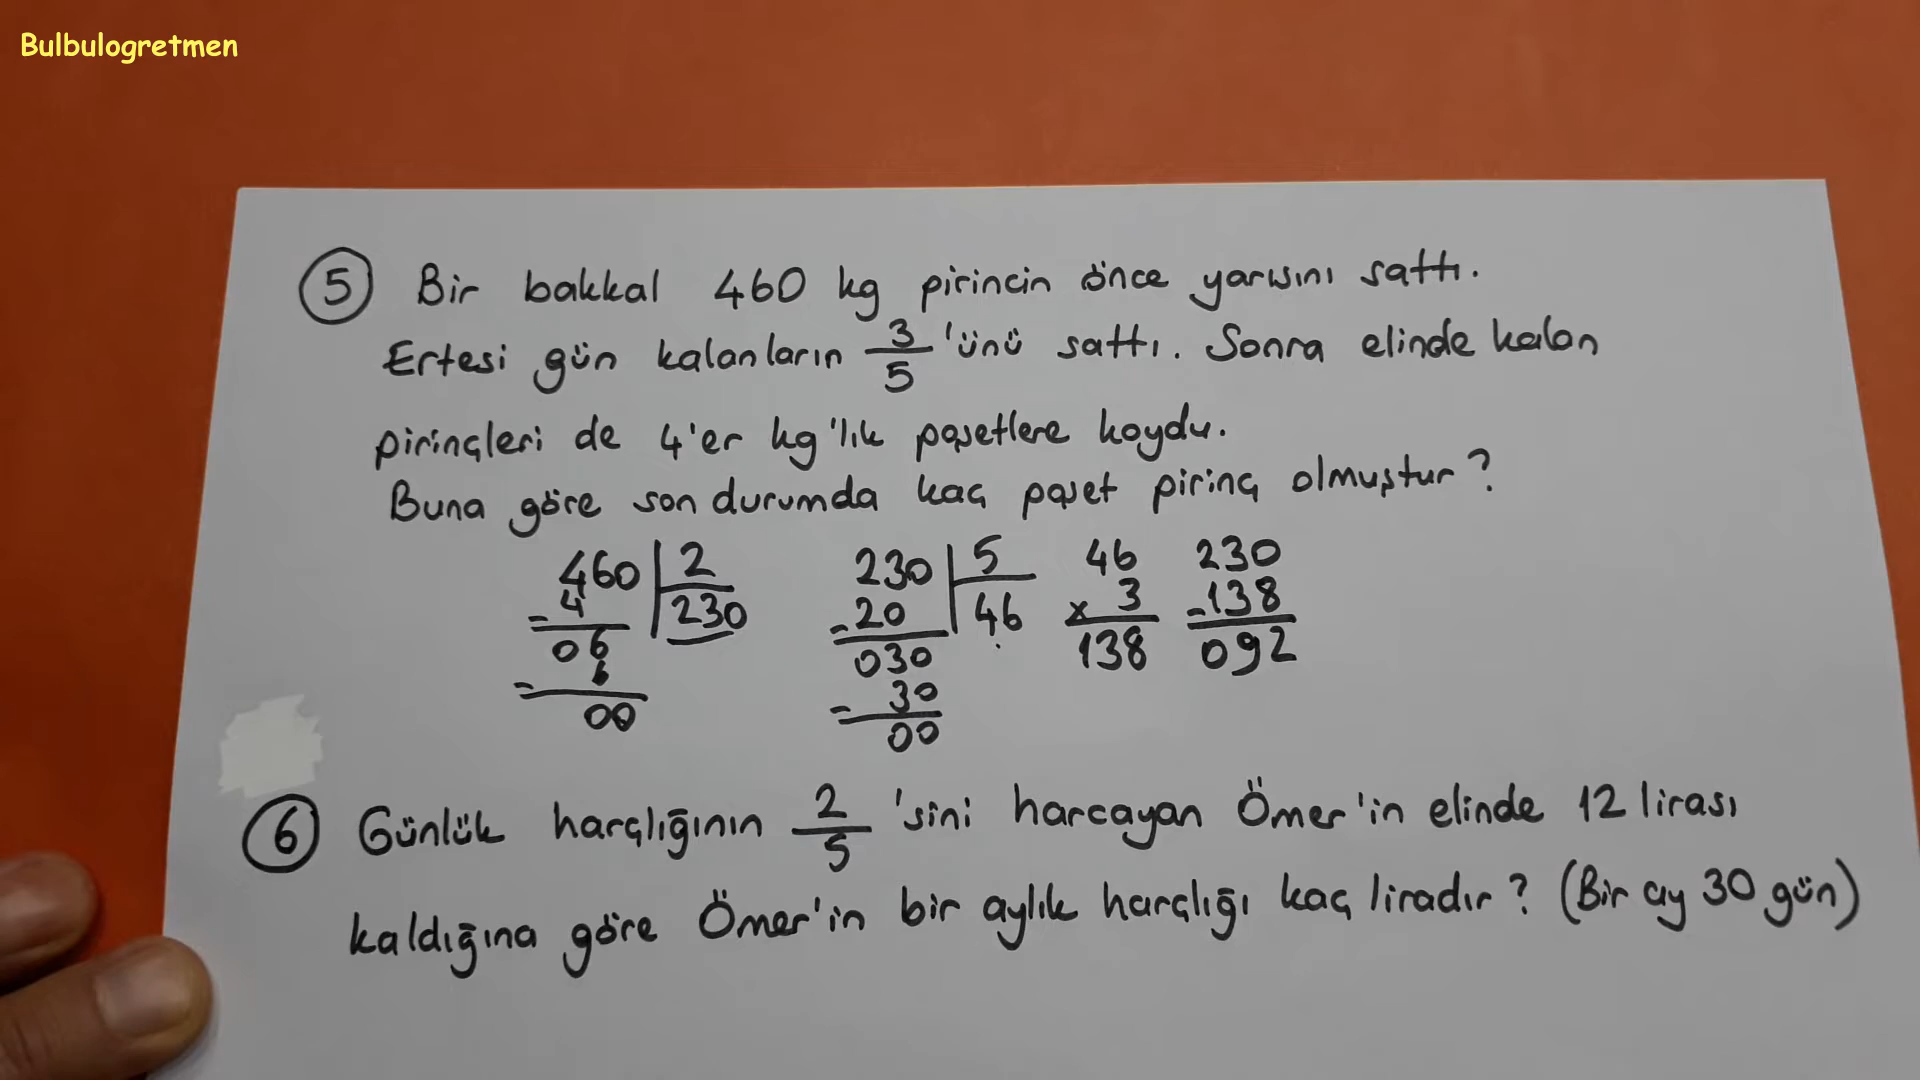 Bulbulogretmen
5 Bir bakkal 460 kg pirincin önce yarısını sattı.
Ertesi gün kalanların 3/5 'ünü sattı. Sonra elinde kalan
pirinçleri de 4'er kg'lık poşetlere koydu.
Buna göre son durumda kaç poşet pirinç olmuştur?
460 | 2 230 | 5 46 230
- 4 230 - 20 46 x 3 - 138
06 030 138 092
- 6 - 30
00 00
6 Günlük harçlığının 2/5 'sini harcayan Ömer'in elinde 12 lirası
kaldığına göre Ömer'in bir aylık harçlığı kaç liradır? (Bir ay 30 gün)